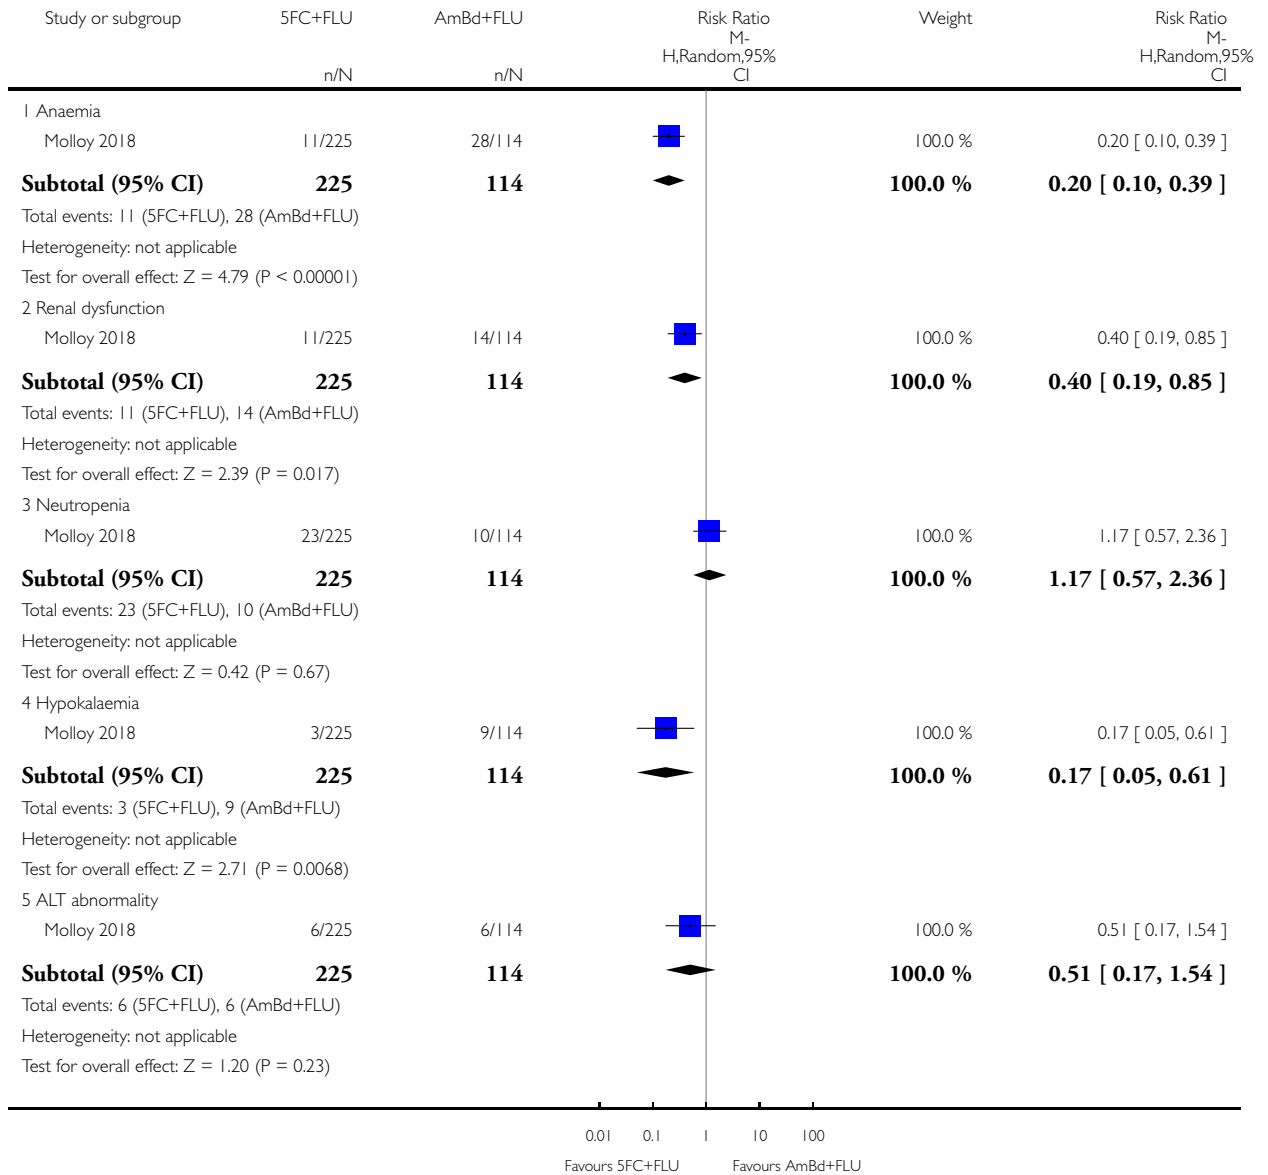 Study or subgroup 5FC+FLU AmBd+FLU Risk Ratio Weight Risk Ratio
M- M-
H,Random,95% H,Random,95%
n/N n/N CI CI
1 Anaemia
Molloy 2018 11/225 28/114 100.0 % 0.20 [ 0.10, 0.39 ]
Subtotal (95% CI) 225 114 100.0 % 0.20 [ 0.10, 0.39 ]
Total events: 11 (5FC+FLU), 28 (AmBd+FLU)
Heterogeneity: not applicable
Test for overall effect: Z = 4.79 (P < 0.00001)
2 Renal dysfunction
Molloy 2018 11/225 14/114 100.0 % 0.40 [ 0.19, 0.85 ]
Subtotal (95% CI) 225 114 100.0 % 0.40 [ 0.19, 0.85 ]
Total events: 11 (5FC+FLU), 14 (AmBd+FLU)
Heterogeneity: not applicable
Test for overall effect: Z = 2.39 (P = 0.017)
3 Neutropenia
Molloy 2018 23/225 10/114 100.0 % 1.17 [ 0.57, 2.36 ]
Subtotal (95% CI) 225 114 100.0 % 1.17 [ 0.57, 2.36 ]
Total events: 23 (5FC+FLU), 10 (AmBd+FLU)
Heterogeneity: not applicable
Test for overall effect: Z = 0.42 (P = 0.67)
4 Hypokalaemia
Molloy 2018 3/225 9/114 100.0 % 0.17 [ 0.05, 0.61 ]
Subtotal (95% CI) 225 114 100.0 % 0.17 [ 0.05, 0.61 ]
Total events: 3 (5FC+FLU), 9 (AmBd+FLU)
Heterogeneity: not applicable
Test for overall effect: Z = 2.71 (P = 0.0068)
5 ALT abnormality
Molloy 2018 6/225 6/114 100.0 % 0.51 [ 0.17, 1.54 ]
Subtotal (95% CI) 225 114 100.0 % 0.51 [ 0.17, 1.54 ]
Total events: 6 (5FC+FLU), 6 (AmBd+FLU)
Heterogeneity: not applicable
Test for overall effect: Z = 1.20 (P = 0.23)
0.01 0.1 1 10 100
Favours 5FC+FLU Favours AmBd+FLU